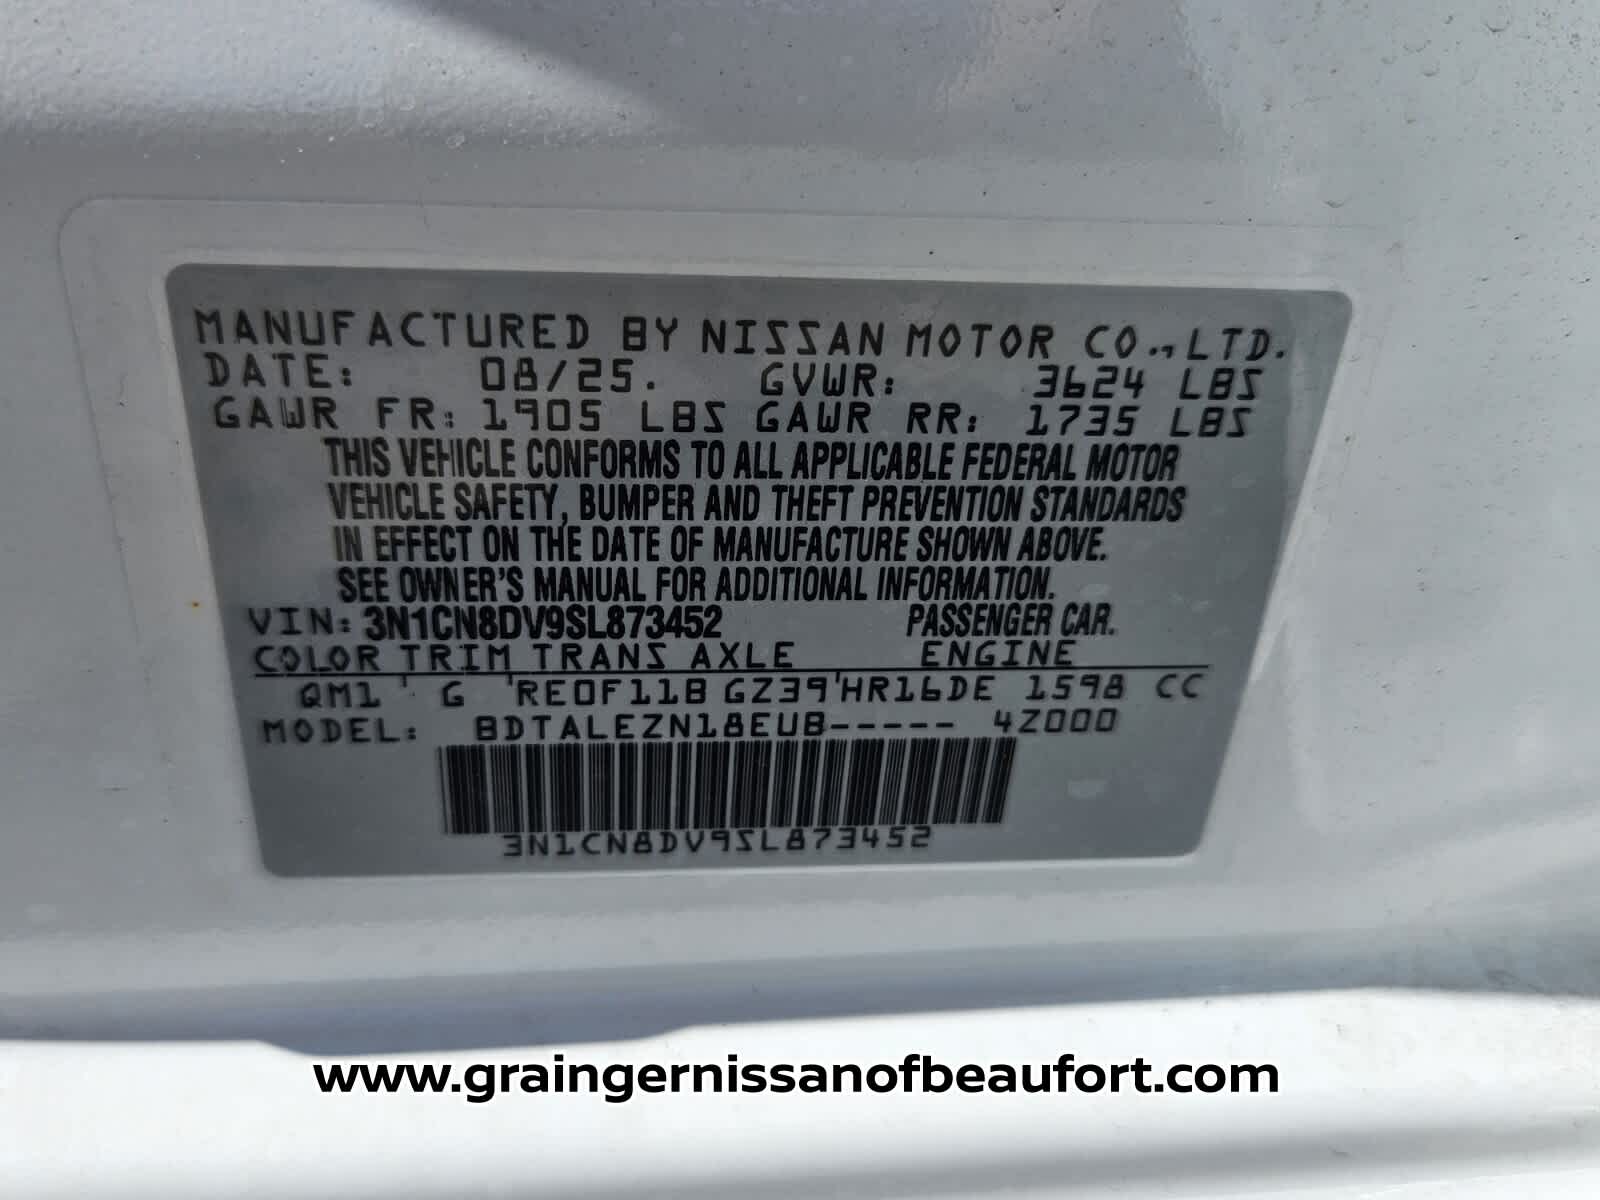 MANUFACTURED BY NISSAN MOTOR CO., LTD.
DATE: 08/25. GVWR: 3624 LBS
GAWR FR: 1905 LBS GAWR RR: 1735 LBS
THIS VEHICLE CONFORMS TO ALL APPLICABLE FEDERAL MOTOR
VEHICLE SAFETY, BUMPER AND THEFT PREVENTION STANDARDS
IN EFFECT ON THE DATE OF MANUFACTURE SHOWN ABOVE.
SEE OWNER'S MANUAL FOR ADDITIONAL INFORMATION.
VIN: 3N1CN8DV9SL873452 PASSENGER CAR.
COLOR TRIM TRANS AXLE ENGINE
QM1 ' G 'RE0F11B GZ39'HR16DE 1598 CC
MODEL: BDTALEZN18EUB----- 4Z000
3N1CN8DV9SL873452
www.graingernissanofbeaufort.com